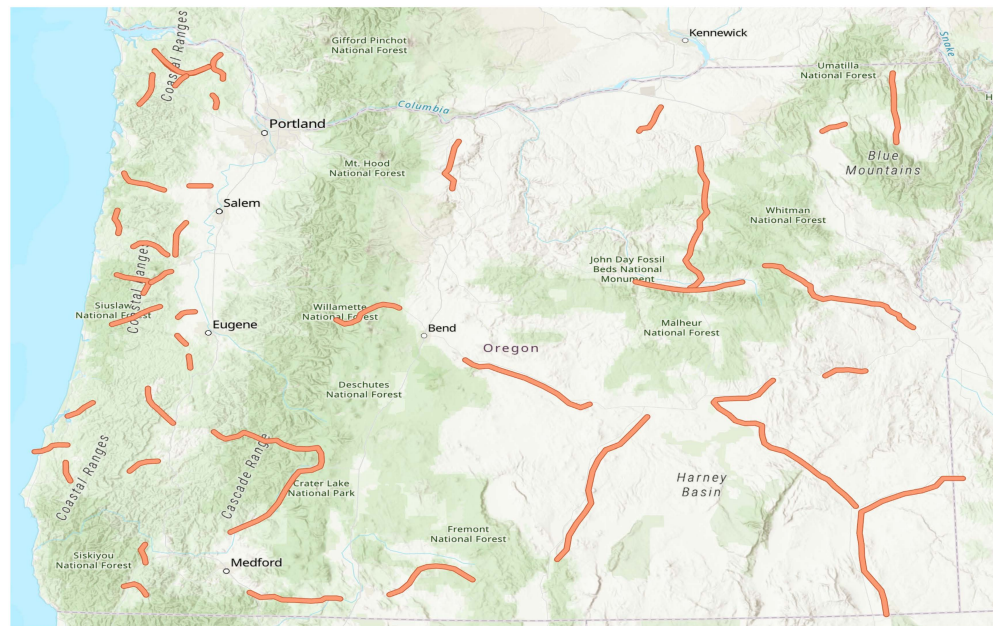 Coastal Ranges
Gifford Pinchot
National Forest
Kennewick
Snake
Umatilla
National Forest
H
Columbia
Portland
Mt. Hood
National Forest
Blue
Mountains
Salem
Whitman
National Forest
John Day Fossil
Beds National
Monument
Coastal Ranges
Siuslaw
National Forest
Willamette
National Forest
Eugene
Bend
Oregon
Malheur
National Forest
Deschutes
National Forest
Coastal Ranges
Cascade Range
Crater Lake
National Park
Harney
Basin
Fremont
National Forest
Siskiyou
National Forest
Medford